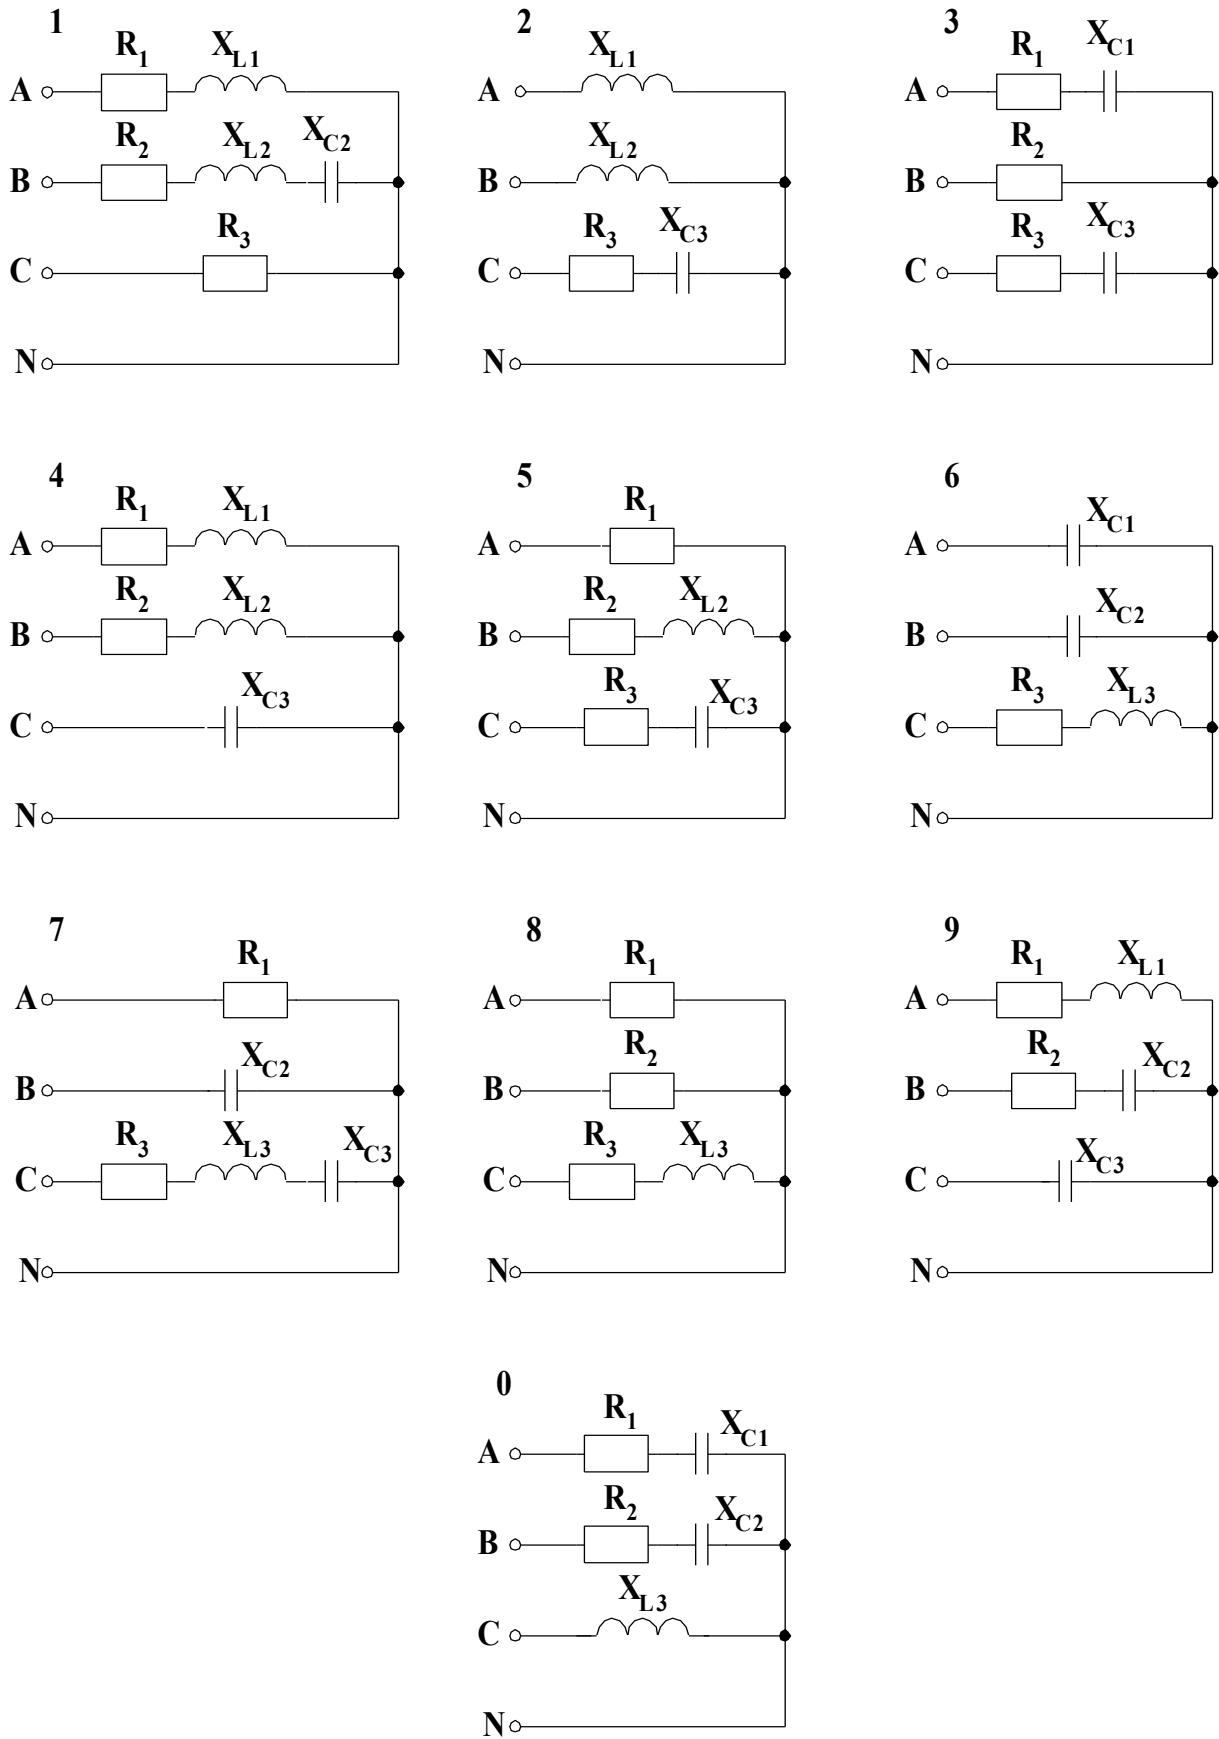 1 2 3
R1 XL1 XL1 R1 XC1
A A A
R2 XL2 XC2 XL2 R2
B B B
R3 R3 XC3 R3 XC3
C C C
N N N
4 5 6
R1 XL1 R1 XC1
A A A
R2 XL2 R2 XL2 XC2
B B B
XC3 R3 XC3 R3 XL3
C C C
N N N
7 8 9
R1 R1 R1 XL1
A A A
XC2 R2 R2 XC2
B B B
R3 XL3 XC3 R3 XL3 XC3
C C C
N N N
0
R1 XC1
A
R2 XC2
B
XL3
C
N